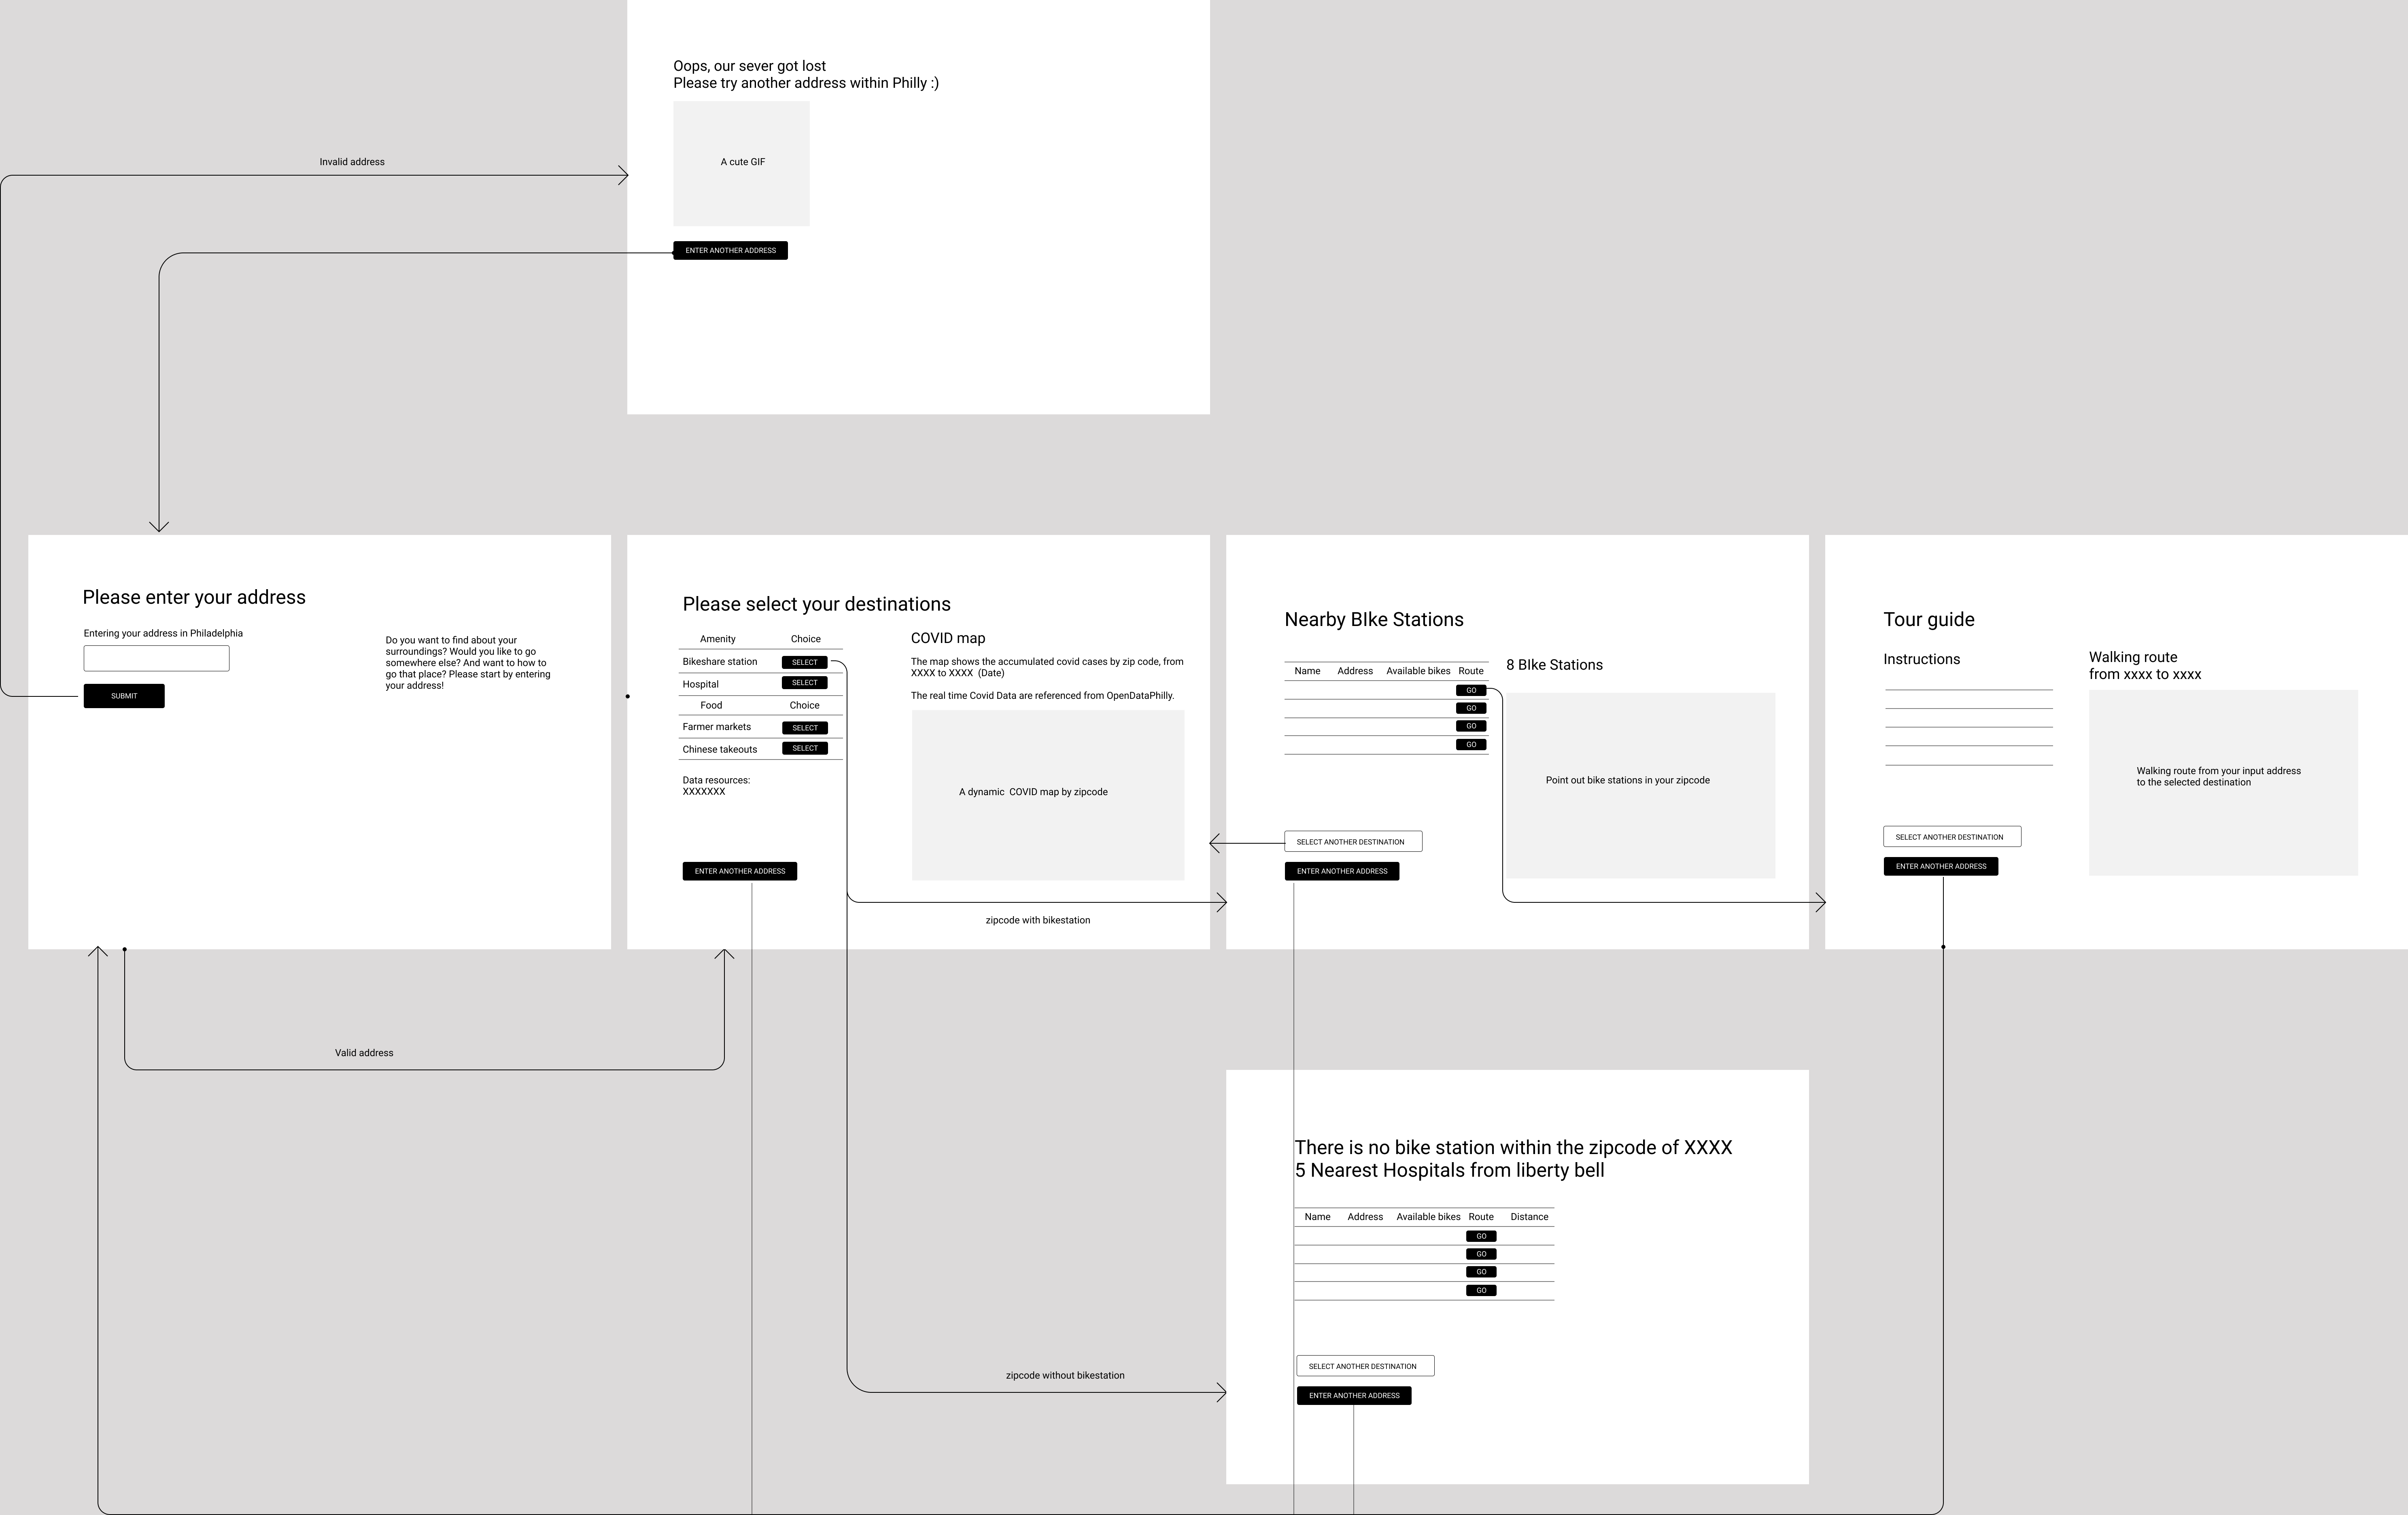 Oops, our sever got lost
Please try another address within Philly :)
A cute GIF
ENTER ANOTHER ADDRESS
Invalid address
Please enter your address
Entering your address in Philadelphia
SUBMIT
Do you want to find about your
surroundings? Would you like to go
somewhere else? And want to how to
go that place? Please start by entering
your address!
Valid address
Please select your destinations
Amenity Choice
Bikeshare station SELECT
Hospital SELECT
Food Choice
Farmer markets SELECT
Chinese takeouts SELECT
Data resources:
XXXXXXX
ENTER ANOTHER ADDRESS
COVID map
The map shows the accumulated covid cases by zip code, from
XXXX to XXXX (Date)
The real time Covid Data are referenced from OpenDataPhilly.
A dynamic COVID map by zipcode
zipcode with bikestation
Nearby BIke Stations
Name Address Available bikes Route
GO
GO
GO
GO
8 BIke Stations
Point out bike stations in your zipcode
SELECT ANOTHER DESTINATION
ENTER ANOTHER ADDRESS
Tour guide
Instructions
Walking route
from xxxx to xxxx
Walking route from your input address
to the selected destination
SELECT ANOTHER DESTINATION
ENTER ANOTHER ADDRESS
zipcode without bikestation
There is no bike station within the zipcode of XXXX
5 Nearest Hospitals from liberty bell
Name Address Available bikes Route Distance
GO
GO
GO
GO
SELECT ANOTHER DESTINATION
ENTER ANOTHER ADDRESS